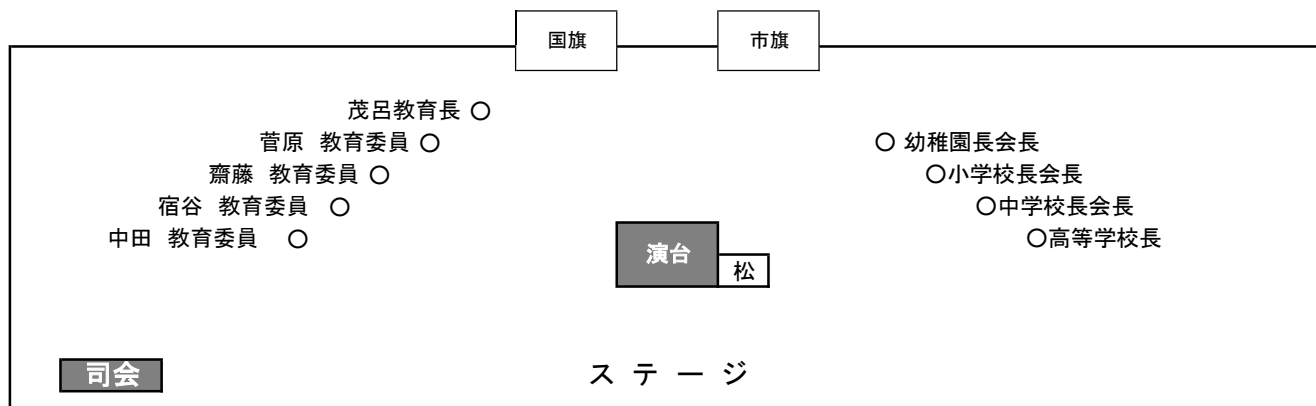 国旗
市旗
茂呂教育長 ○
菅原 教育委員 ○
○ 幼稚園長会長
齋藤 教育委員 ○
○小学校長会長
宿谷 教育委員 ○
○中学校長会長
中田 教育委員 ○
○高等学校長
演台
松
司会
ステージ